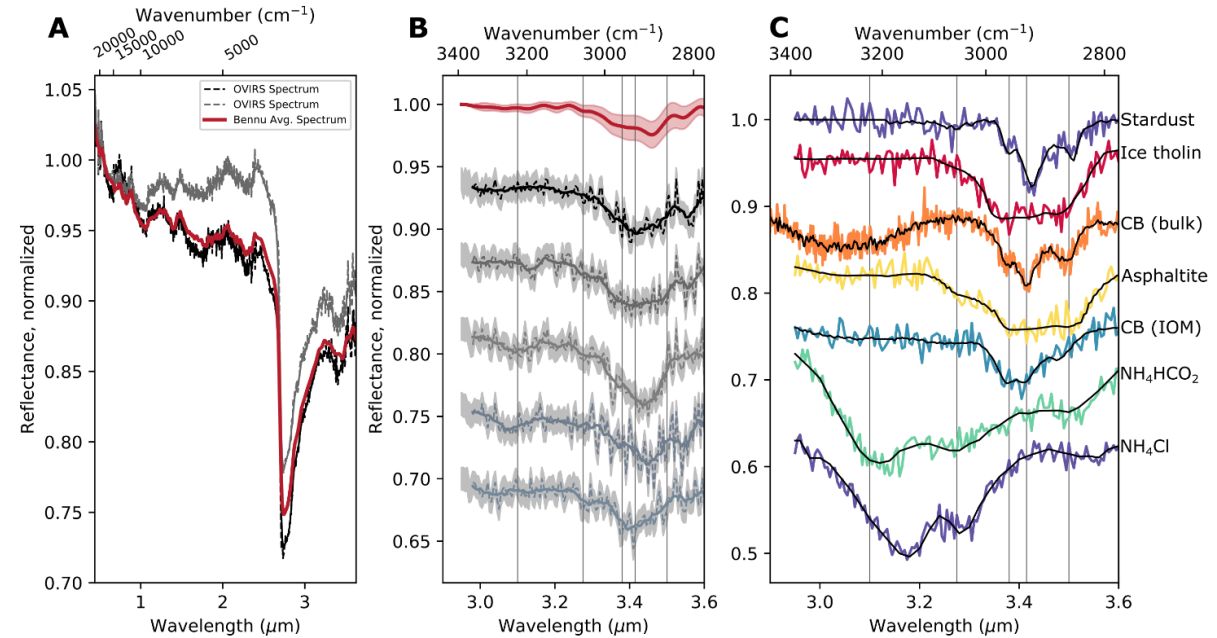 A
Wavenumber (cm⁻¹)
20000
15000
10000
5000
OVIRS Spectrum
OVIRS Spectrum
Bennu Avg. Spectrum
Reflectance, normalized
1.05
1.00
0.95
0.90
0.85
0.80
0.75
0.70
1 2 3
Wavelength (μm)
B
Wavenumber (cm⁻¹)
3400 3200 3000 2800
Reflectance, normalized
1.00
0.95
0.90
0.85
0.80
0.75
0.70
0.65
3.0 3.2 3.4 3.6
Wavelength (μm)
C
Wavenumber (cm⁻¹)
3400 3200 3000 2800
1.0
0.9
0.8
0.7
0.6
0.5
Stardust
Ice tholin
CB (bulk)
Asphaltite
CB (IOM)
NH₄HCO₂
NH₄Cl
3.0 3.2 3.4 3.6
Wavelength (μm)